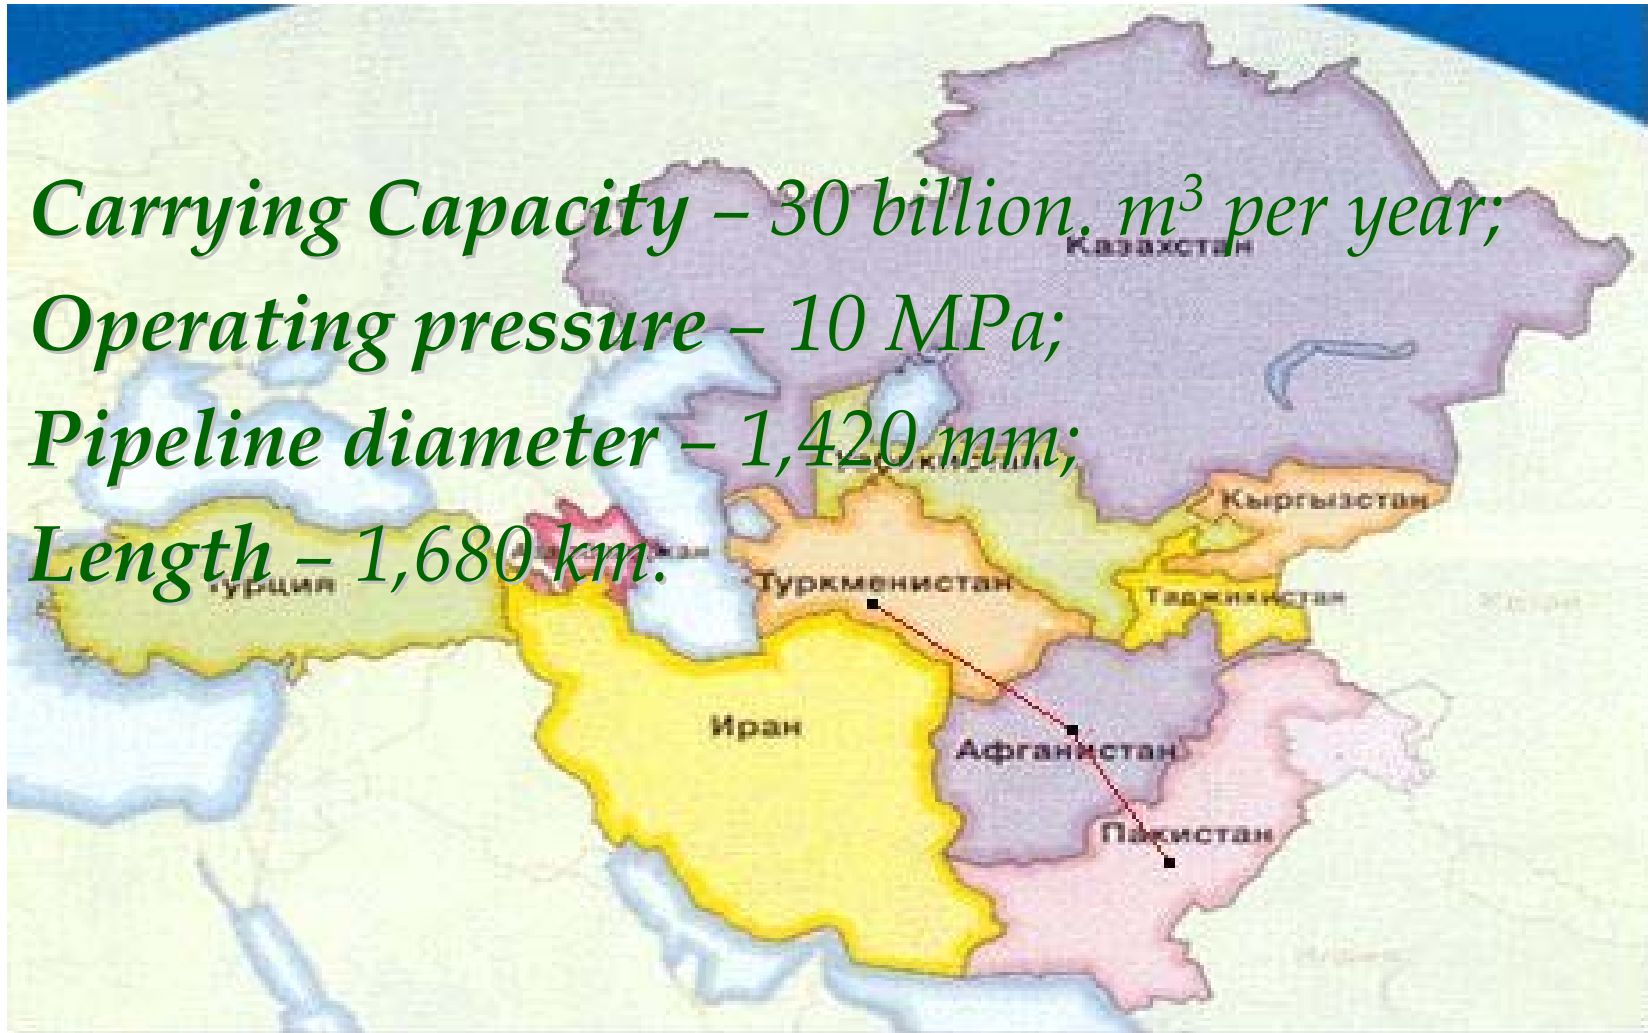 Carrying Capacity – 30 billion. m³ per year;
Казахстан
Operating pressure – 10 MPa;
Pipeline diameter – 1,420 mm;
Кыргызстан
Length – 1,680 km.
Турция
Туркменистан
Таджикистан
Иран
Афганистан
Пакистан